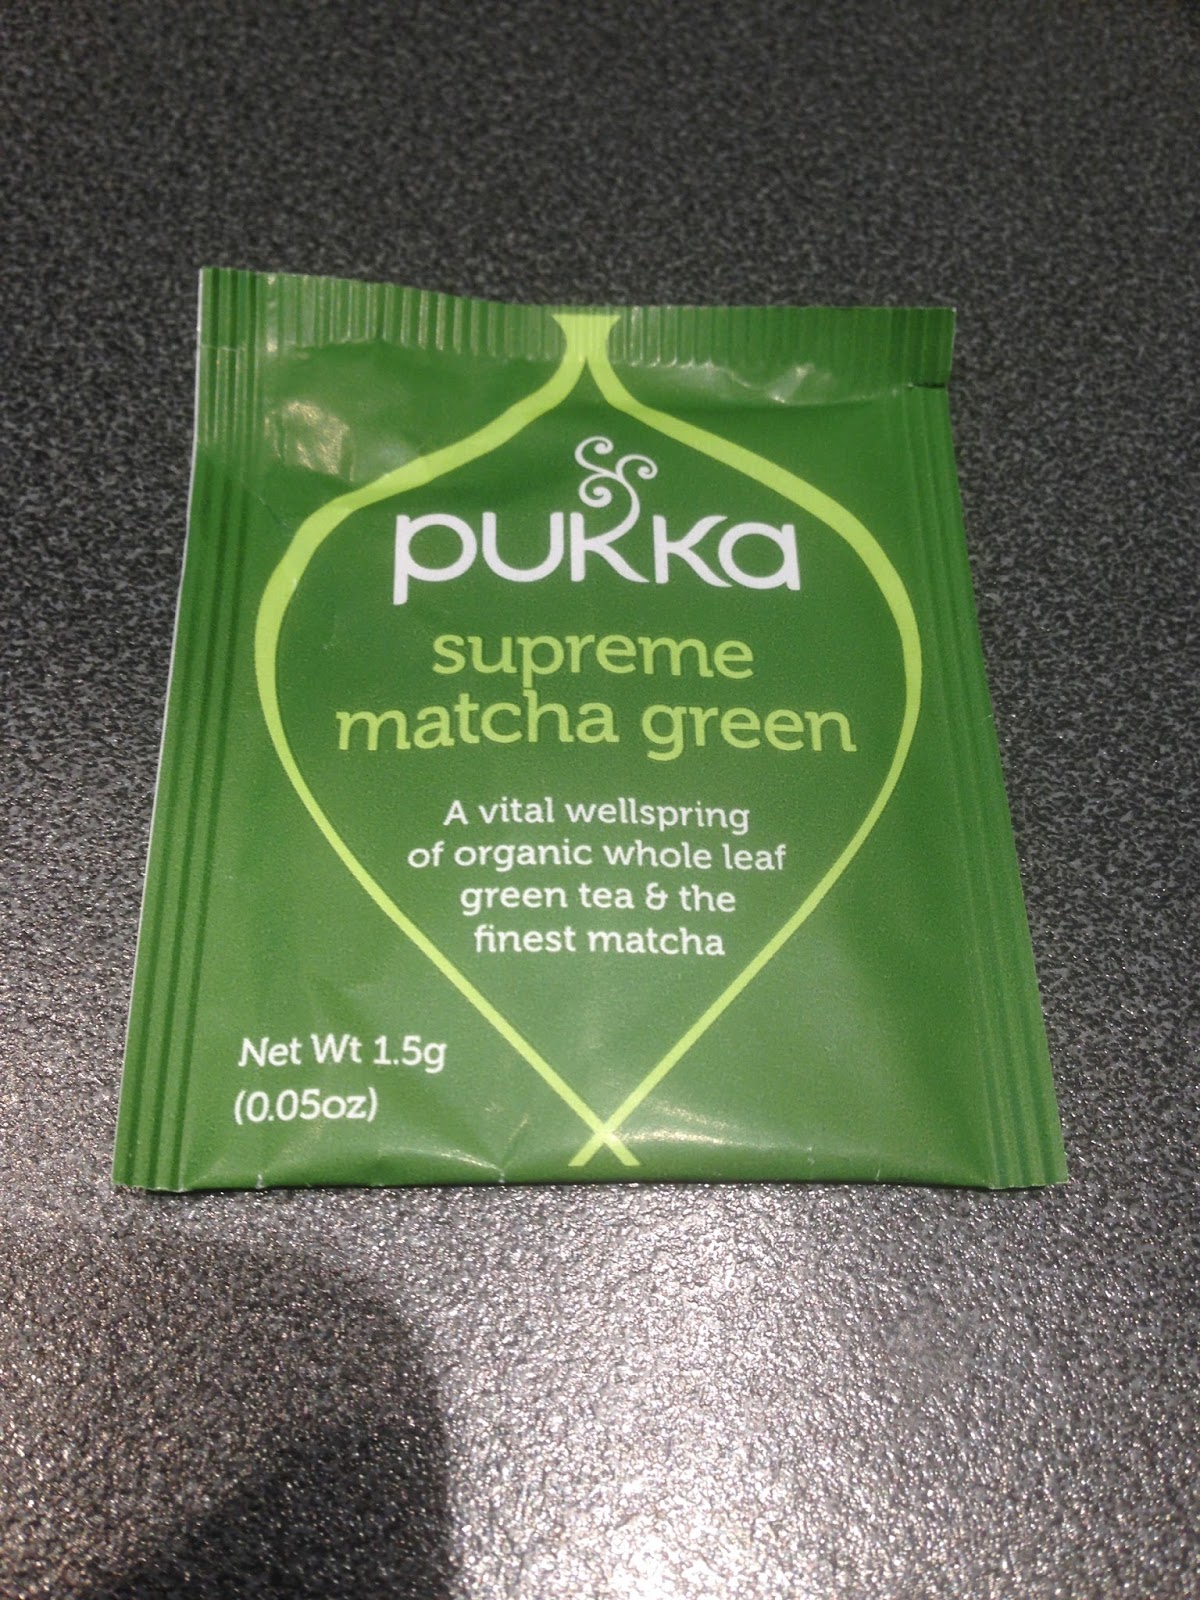 pukka
supreme
matcha green
A vital wellspring
of organic whole leaf
green tea & the
finest matcha
Net Wt 1.5g
(0.05oz)